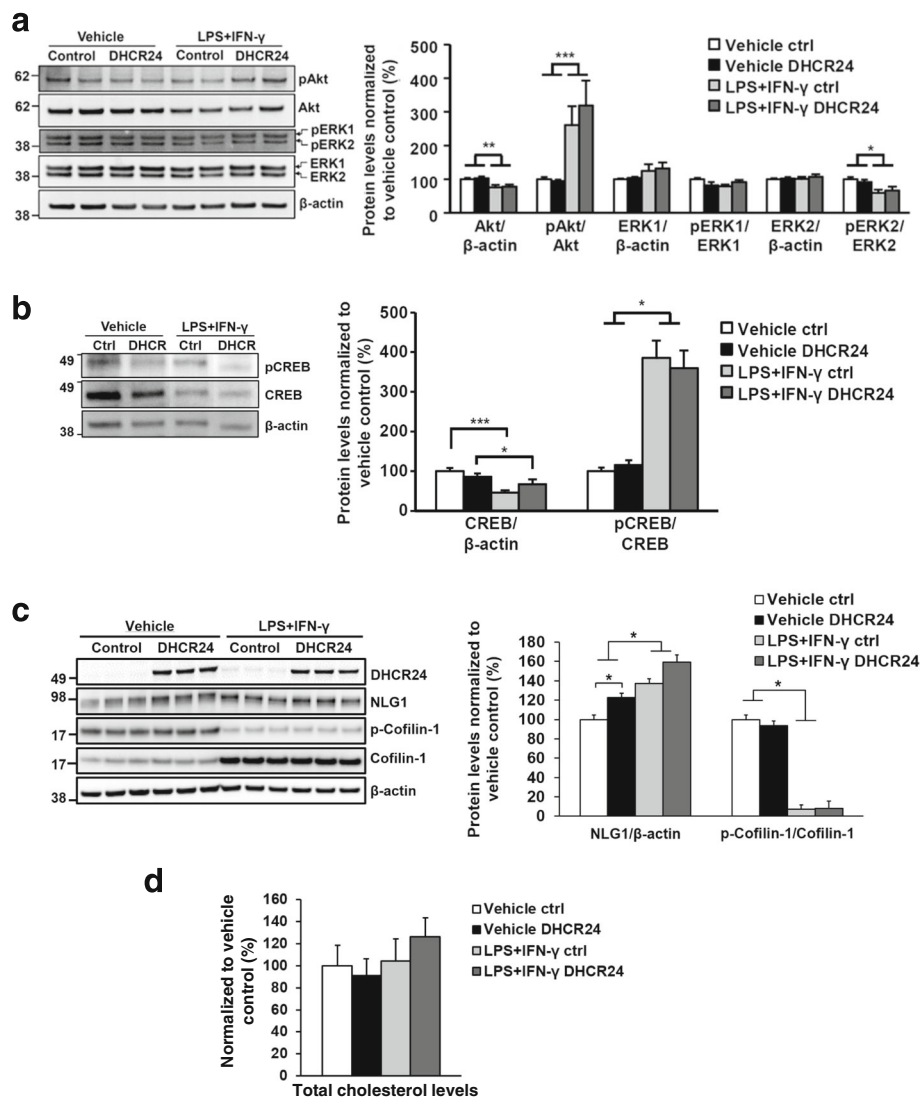 a
Vehicle LPS+IFN-γ
Control DHCR24 Control DHCR24
62 pAkt
62 Akt
pERK1
38 pERK2
ERK1
38 ERK2
38 β-actin
Protein levels normalized
to vehicle control (%)
500
400
300
200
100
0
** *** *
Akt/ pAkt/ ERK1/ pERK1/ ERK2/ pERK2/
β-actin Akt β-actin ERK1 β-actin ERK2
Vehicle ctrl
Vehicle DHCR24
LPS+IFN-γ ctrl
LPS+IFN-γ DHCR24
b
Vehicle LPS+IFN-γ
Ctrl DHCR Ctrl DHCR
49 pCREB
49 CREB
38 β-actin
Protein levels normalized to
vehicle control (%)
500
400
300
200
100
0
*** * *
CREB/ pCREB/
β-actin CREB
Vehicle ctrl
Vehicle DHCR24
LPS+IFN-γ ctrl
LPS+IFN-γ DHCR24
c
Vehicle LPS+IFN-γ
Control DHCR24 Control DHCR24
49 DHCR24
98 NLG1
17 p-Cofilin-1
17 Cofilin-1
38 β-actin
Protein levels normalized to
vehicle control (%)
180
160
140
120
100
80
60
40
20
0
* * *
NLG1/β-actin p-Cofilin-1/Cofilin-1
Vehicle ctrl
Vehicle DHCR24
LPS+IFN-γ ctrl
LPS+IFN-γ DHCR24
d
Normalized to vehicle
control (%)
160
140
120
100
80
60
40
20
0
Total cholesterol levels
Vehicle ctrl
Vehicle DHCR24
LPS+IFN-γ ctrl
LPS+IFN-γ DHCR24